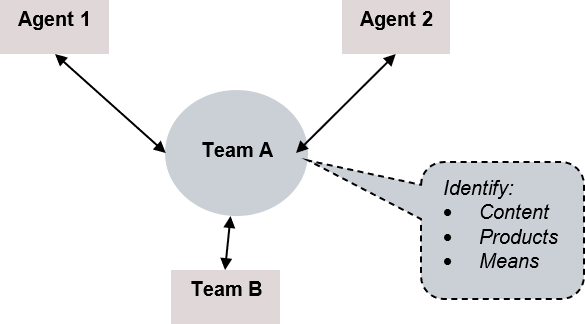 Agent 1
Agent 2
Team A
Identify:
• Content
• Products
• Means
Team B